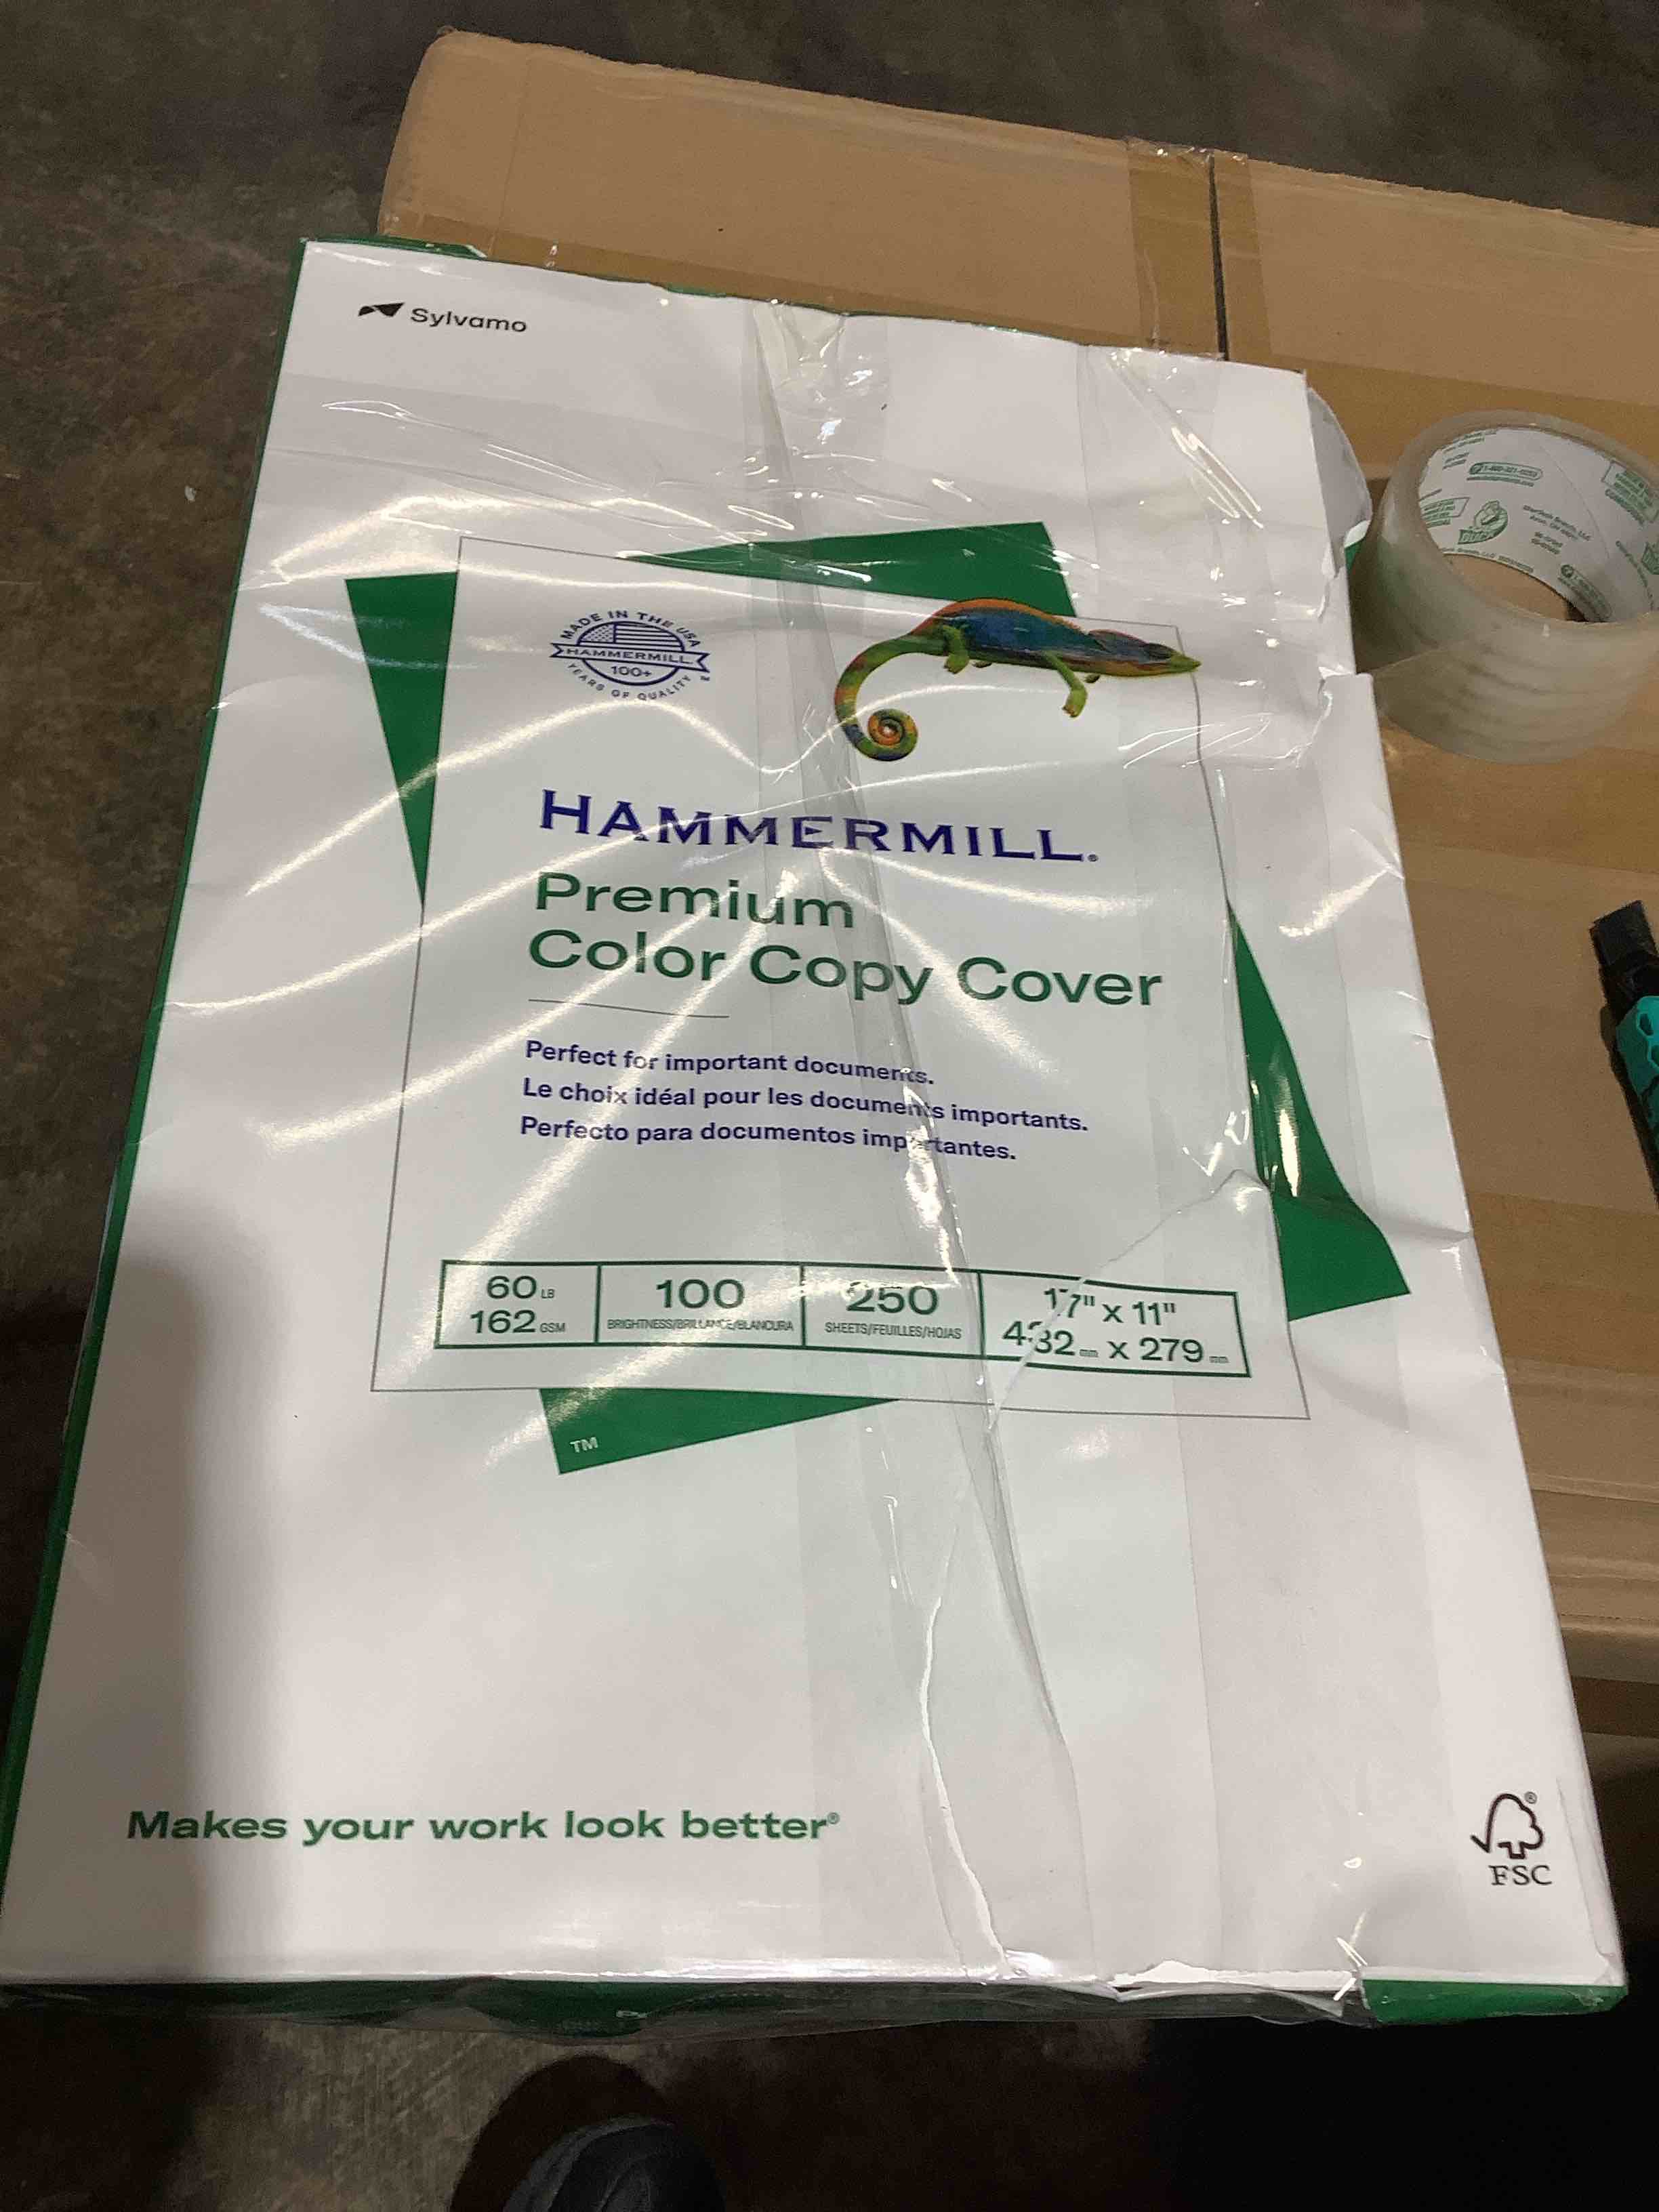 Sylvamo
MADE IN THE USA
HAMMERMILL
100+
YEARS OF QUALITY
HAMMERMILL®
Premium
Color Copy Cover
Perfect for important documents.
Le choix idéal pour les documents importants.
Perfecto para documentos importantes.
60 LB
162 GSM
100
BRIGHTNESS/BRILLANCE/BLANCURA
250
SHEETS/FEUILLES/HOJAS
17" x 11"
432 mm x 279 mm
TM
Makes your work look better®
FSC®
DUCK